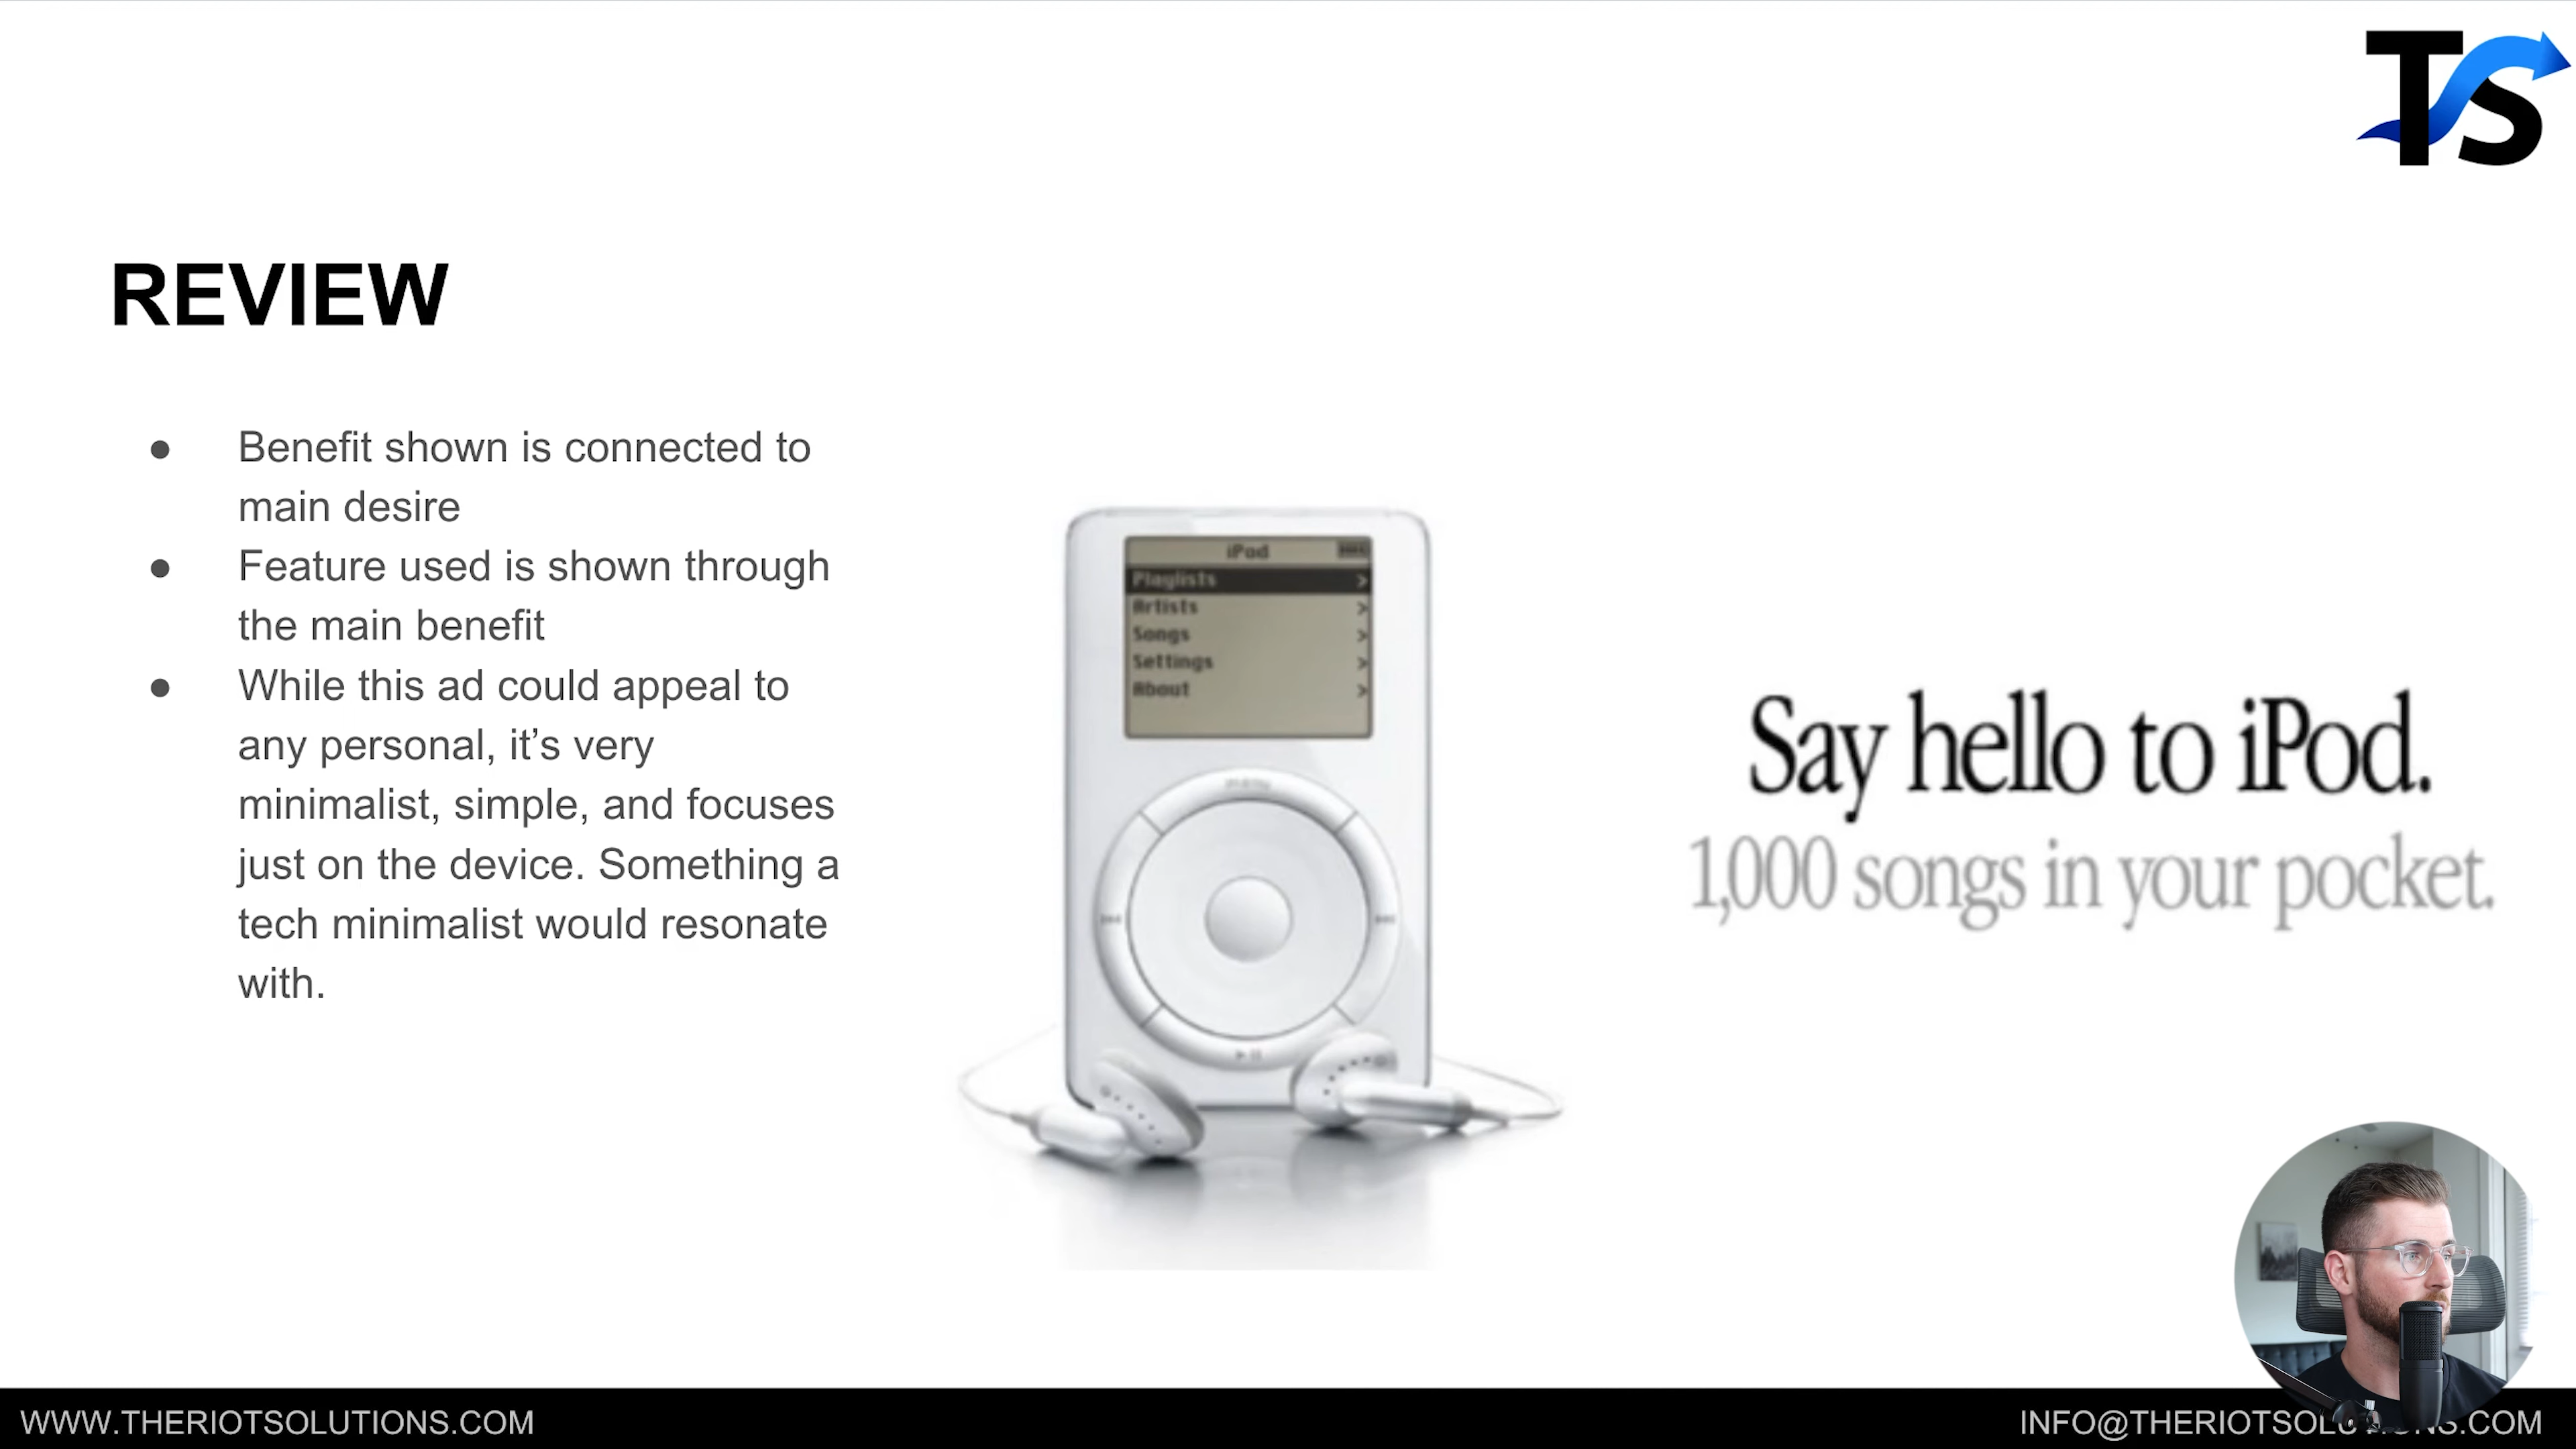 TS
REVIEW
● Benefit shown is connected to
main desire
● Feature used is shown through
the main benefit
● While this ad could appeal to
any personal, it’s very
minimalist, simple, and focuses
just on the device. Something a
tech minimalist would resonate
with.
iPod
Playlists >
Artists >
Songs >
Settings >
About >
menu
Say hello to iPod.
1,000 songs in your pocket.
WWW.THERIOTSOLUTIONS.COM